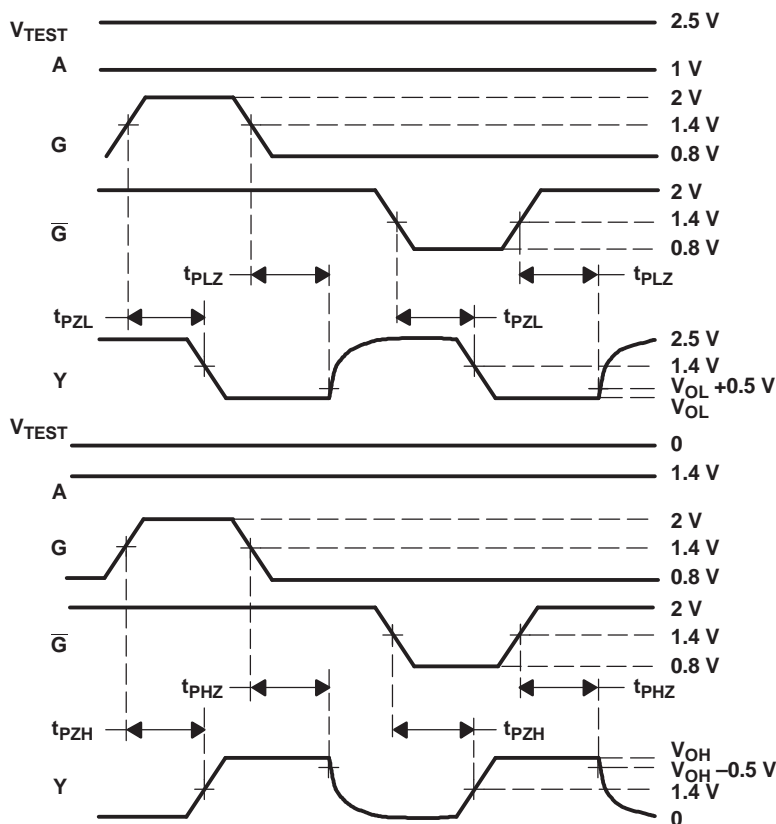 V_TEST 2.5 V
A 1 V
2 V
1.4 V
G 0.8 V
2 V
G̅ 1.4 V
0.8 V
t_PLZ t_PLZ
t_PZL t_PZL
2.5 V
Y 1.4 V
V_OL +0.5 V
V_OL
V_TEST 0
A 1.4 V
2 V
G 1.4 V
0.8 V
2 V
G̅ 1.4 V
0.8 V
t_PHZ t_PHZ
t_PZH t_PZH
V_OH
V_OH –0.5 V
Y 1.4 V
0